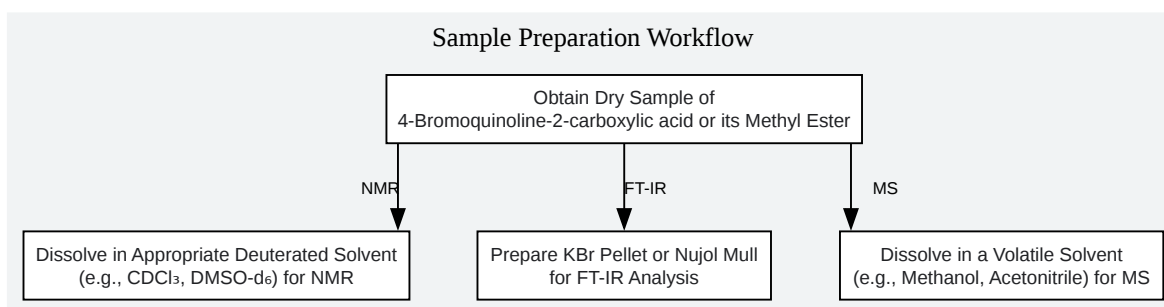 Sample Preparation Workflow
Obtain Dry Sample of
4-Bromoquinoline-2-carboxylic acid or its Methyl Ester
NMR
FT-IR
MS
Dissolve in Appropriate Deuterated Solvent
(e.g., CDCl₃, DMSO-d₆) for NMR
Prepare KBr Pellet or Nujol Mull
for FT-IR Analysis
Dissolve in a Volatile Solvent
(e.g., Methanol, Acetonitrile) for MS